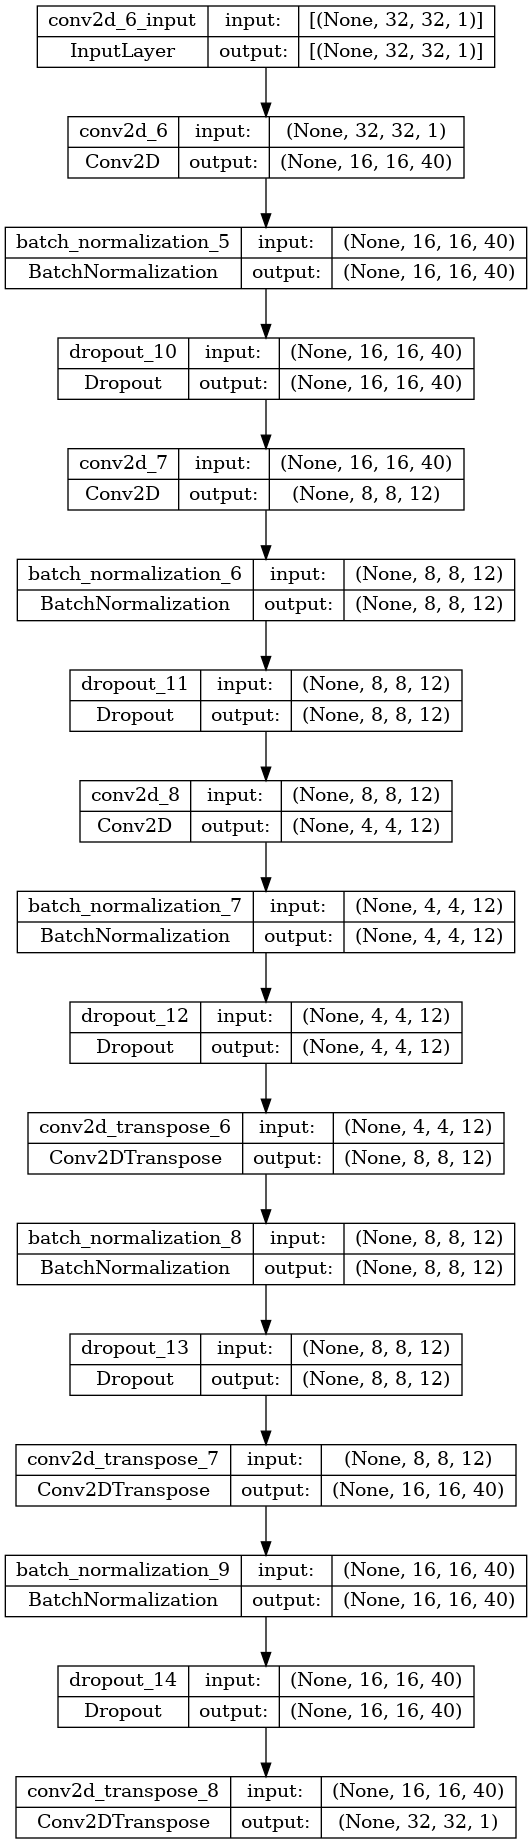 conv2d_6_input input: [(None, 32, 32, 1)]
InputLayer output: [(None, 32, 32, 1)]
conv2d_6 input: (None, 32, 32, 1)
Conv2D output: (None, 16, 16, 40)
batch_normalization_5 input: (None, 16, 16, 40)
BatchNormalization output: (None, 16, 16, 40)
dropout_10 input: (None, 16, 16, 40)
Dropout output: (None, 16, 16, 40)
conv2d_7 input: (None, 16, 16, 40)
Conv2D output: (None, 8, 8, 12)
batch_normalization_6 input: (None, 8, 8, 12)
BatchNormalization output: (None, 8, 8, 12)
dropout_11 input: (None, 8, 8, 12)
Dropout output: (None, 8, 8, 12)
conv2d_8 input: (None, 8, 8, 12)
Conv2D output: (None, 4, 4, 12)
batch_normalization_7 input: (None, 4, 4, 12)
BatchNormalization output: (None, 4, 4, 12)
dropout_12 input: (None, 4, 4, 12)
Dropout output: (None, 4, 4, 12)
conv2d_transpose_6 input: (None, 4, 4, 12)
Conv2DTranspose output: (None, 8, 8, 12)
batch_normalization_8 input: (None, 8, 8, 12)
BatchNormalization output: (None, 8, 8, 12)
dropout_13 input: (None, 8, 8, 12)
Dropout output: (None, 8, 8, 12)
conv2d_transpose_7 input: (None, 8, 8, 12)
Conv2DTranspose output: (None, 16, 16, 40)
batch_normalization_9 input: (None, 16, 16, 40)
BatchNormalization output: (None, 16, 16, 40)
dropout_14 input: (None, 16, 16, 40)
Dropout output: (None, 16, 16, 40)
conv2d_transpose_8 input: (None, 16, 16, 40)
Conv2DTranspose output: (None, 32, 32, 1)